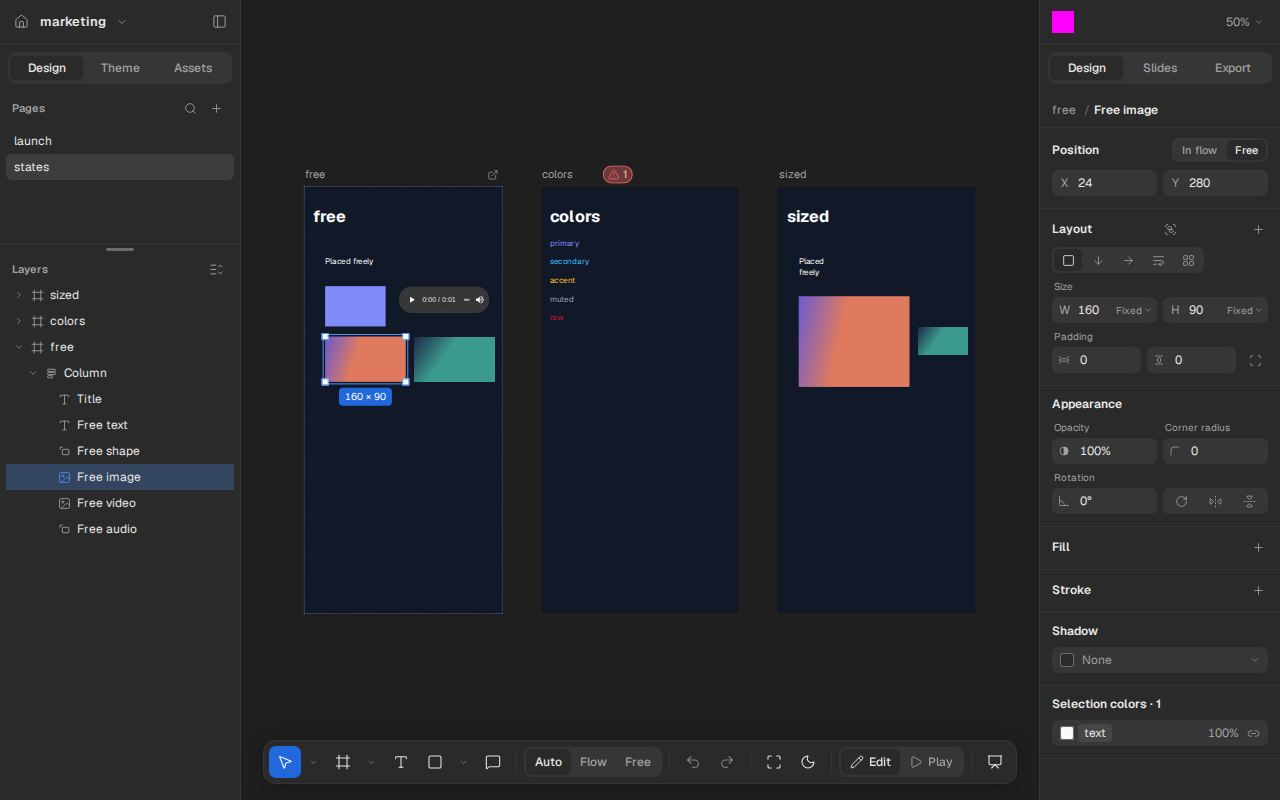 marketing
Design
Theme
Assets
Pages
launch
states
Layers
sized
colors
free
Column
Title
Free text
Free shape
Free image
Free video
Free audio
free
free
Placed freely
0:00 / 0:01
160 × 90
colors
1
colors
primary
secondary
accent
muted
raw
sized
sized
Placed
freely
Auto
Flow
Free
Edit
Play
50%
Design
Slides
Export
free / Free image
Position
In flow
Free
X 24
Y 280
Layout
Size
W 160 Fixed
H 90 Fixed
Padding
0
0
Appearance
Opacity
Corner radius
100%
0
Rotation
0°
Fill
Stroke
Shadow
None
Selection colors · 1
text 100%